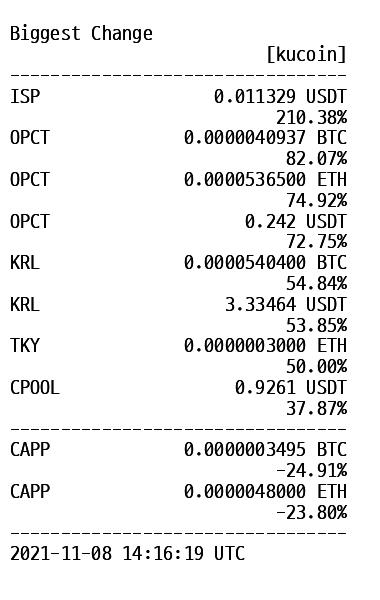 Biggest Change
[kucoin]
---------------------------------
ISP 0.011329 USDT
210.38%
OPCT 0.0000040937 BTC
82.07%
OPCT 0.0000536500 ETH
74.92%
OPCT 0.242 USDT
72.75%
KRL 0.0000540400 BTC
54.84%
KRL 3.33464 USDT
53.85%
TKY 0.0000003000 ETH
50.00%
CPOOL 0.9261 USDT
37.87%
---------------------------------
CAPP 0.0000003495 BTC
-24.91%
CAPP 0.0000048000 ETH
-23.80%
---------------------------------
2021-11-08 14:16:19 UTC